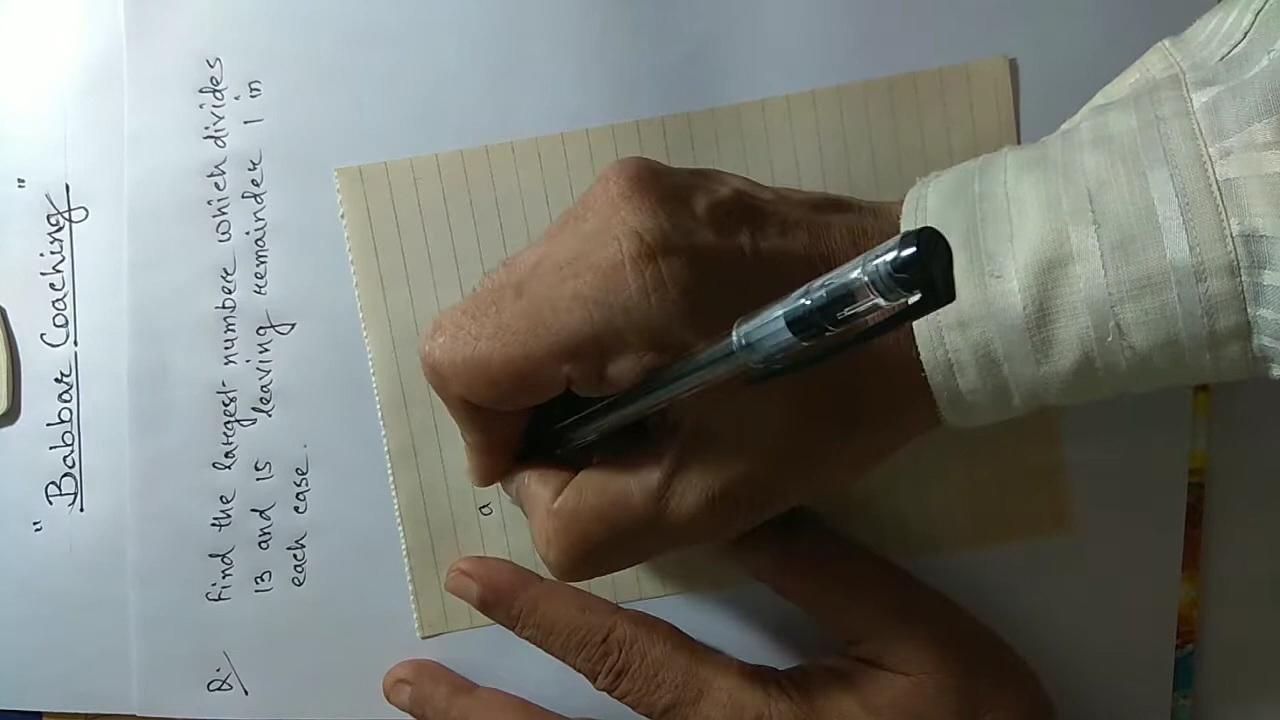 " Babbar Coaching "
Q. Find the largest number which divides
13 and 15 leaving remainder 1 in
each case.
a